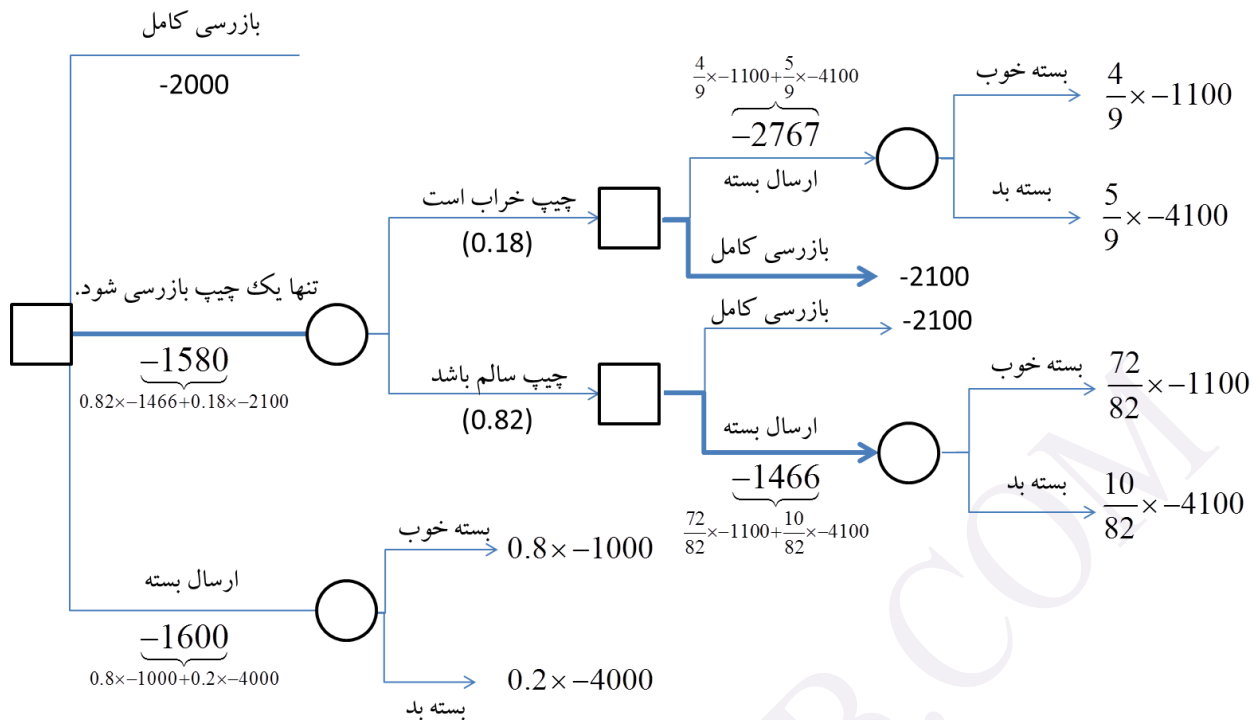 بازرسی کامل
-2000
4/9×−1100+5/9×−4100
−2767
ارسال بسته
بسته خوب
4/9 × −1100
بسته بد
5/9 × −4100
چیپ خراب است
(0.18)
بازرسی کامل
-2100
تنها یک چیپ بازرسی شود.
−1580
0.82×−1466+0.18×−2100
بازرسی کامل
-2100
چیپ سالم باشد
(0.82)
ارسال بسته
−1466
72/82×−1100+10/82×−4100
بسته خوب
72/82 × −1100
بسته بد
10/82 × −4100
ارسال بسته
−1600
0.8×−1000+0.2×−4000
بسته خوب
0.8 × −1000
0.2 × −4000
بسته بد
B.COM